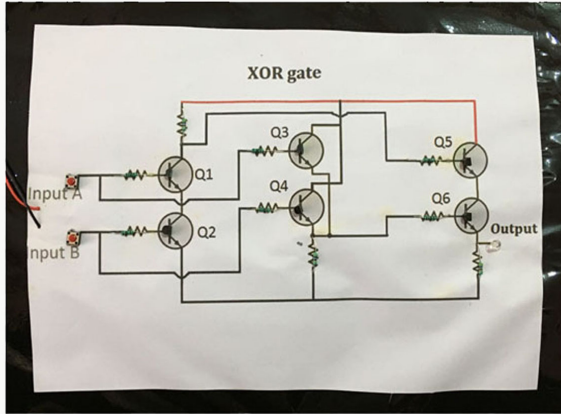 XOR gate
Q3
Q5
Q1
Input A
Q4
Q6
Q2
Output
Input B